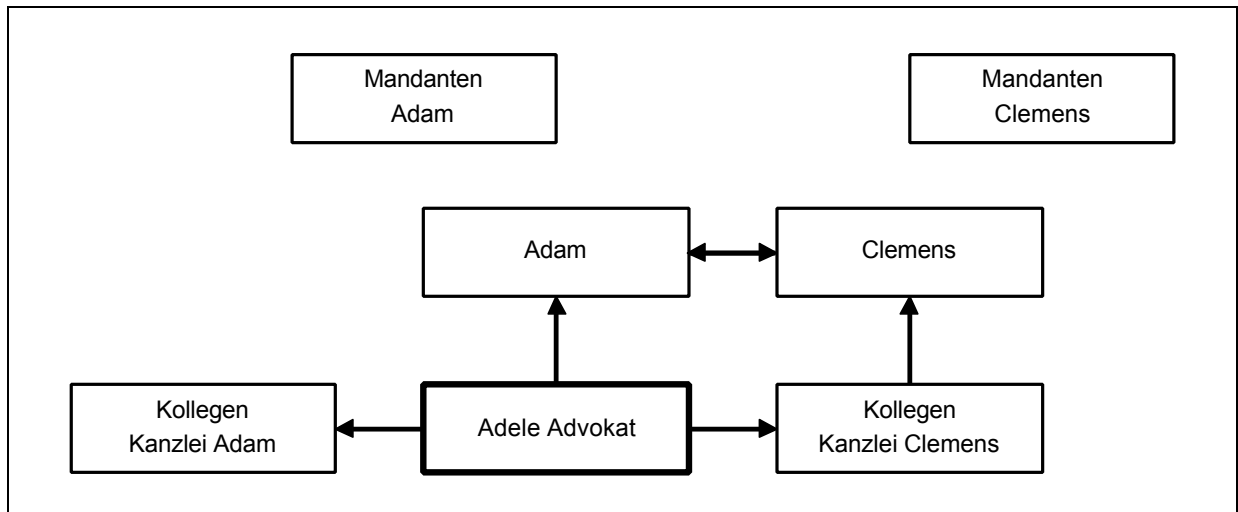 Mandanten
Adam
Mandanten
Clemens
Adam
Clemens
Kollegen
Kanzlei Adam
Adele Advokat
Kollegen
Kanzlei Clemens